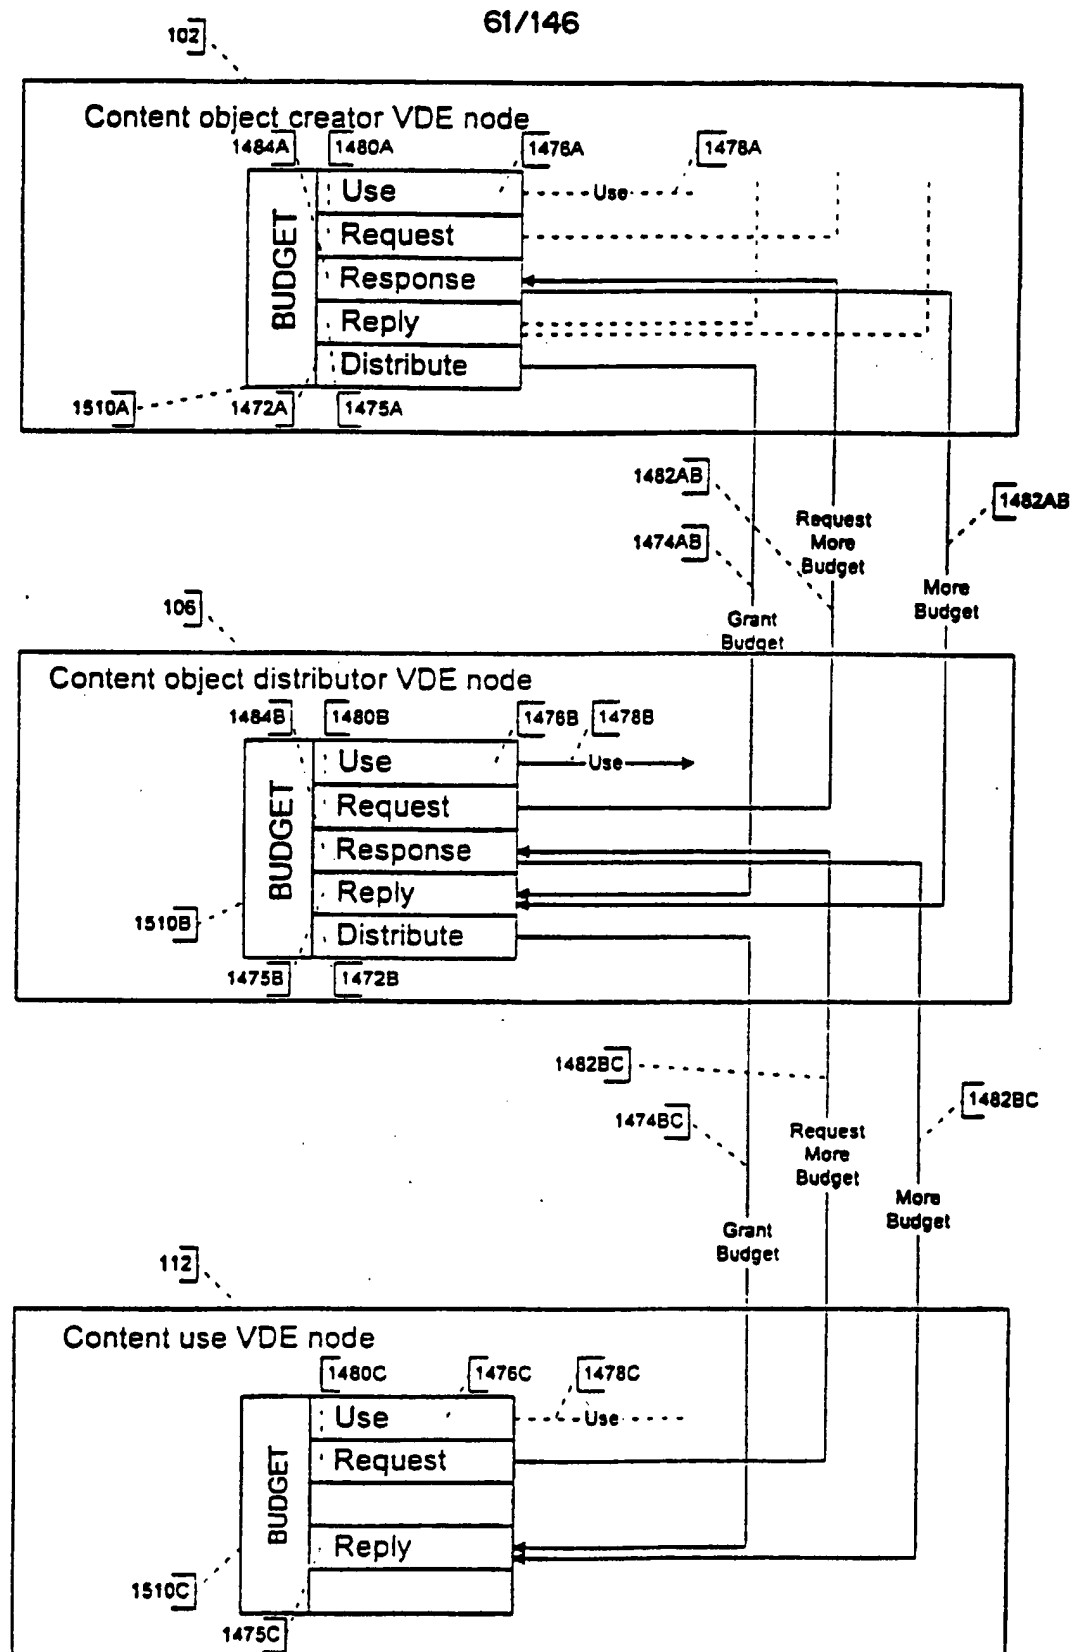 61/146
102
Content object creator VDE node
1484A
1480A
1476A
1478A
BUDGET
Use
Use
Request
Response
Reply
Distribute
1510A
1472A
1475A
1482AB
1482AB
1474AB
Request
More
Budget
More
Budget
Grant
Budget
106
Content object distributor VDE node
1484B
1480B
1476B
1478B
BUDGET
Use
Use
Request
Response
Reply
Distribute
1510B
1475B
1472B
1482BC
1482BC
1474BC
Request
More
Budget
More
Budget
Grant
Budget
112
Content use VDE node
1480C
1476C
1478C
BUDGET
Use
Use
Request
Reply
1510C
1475C